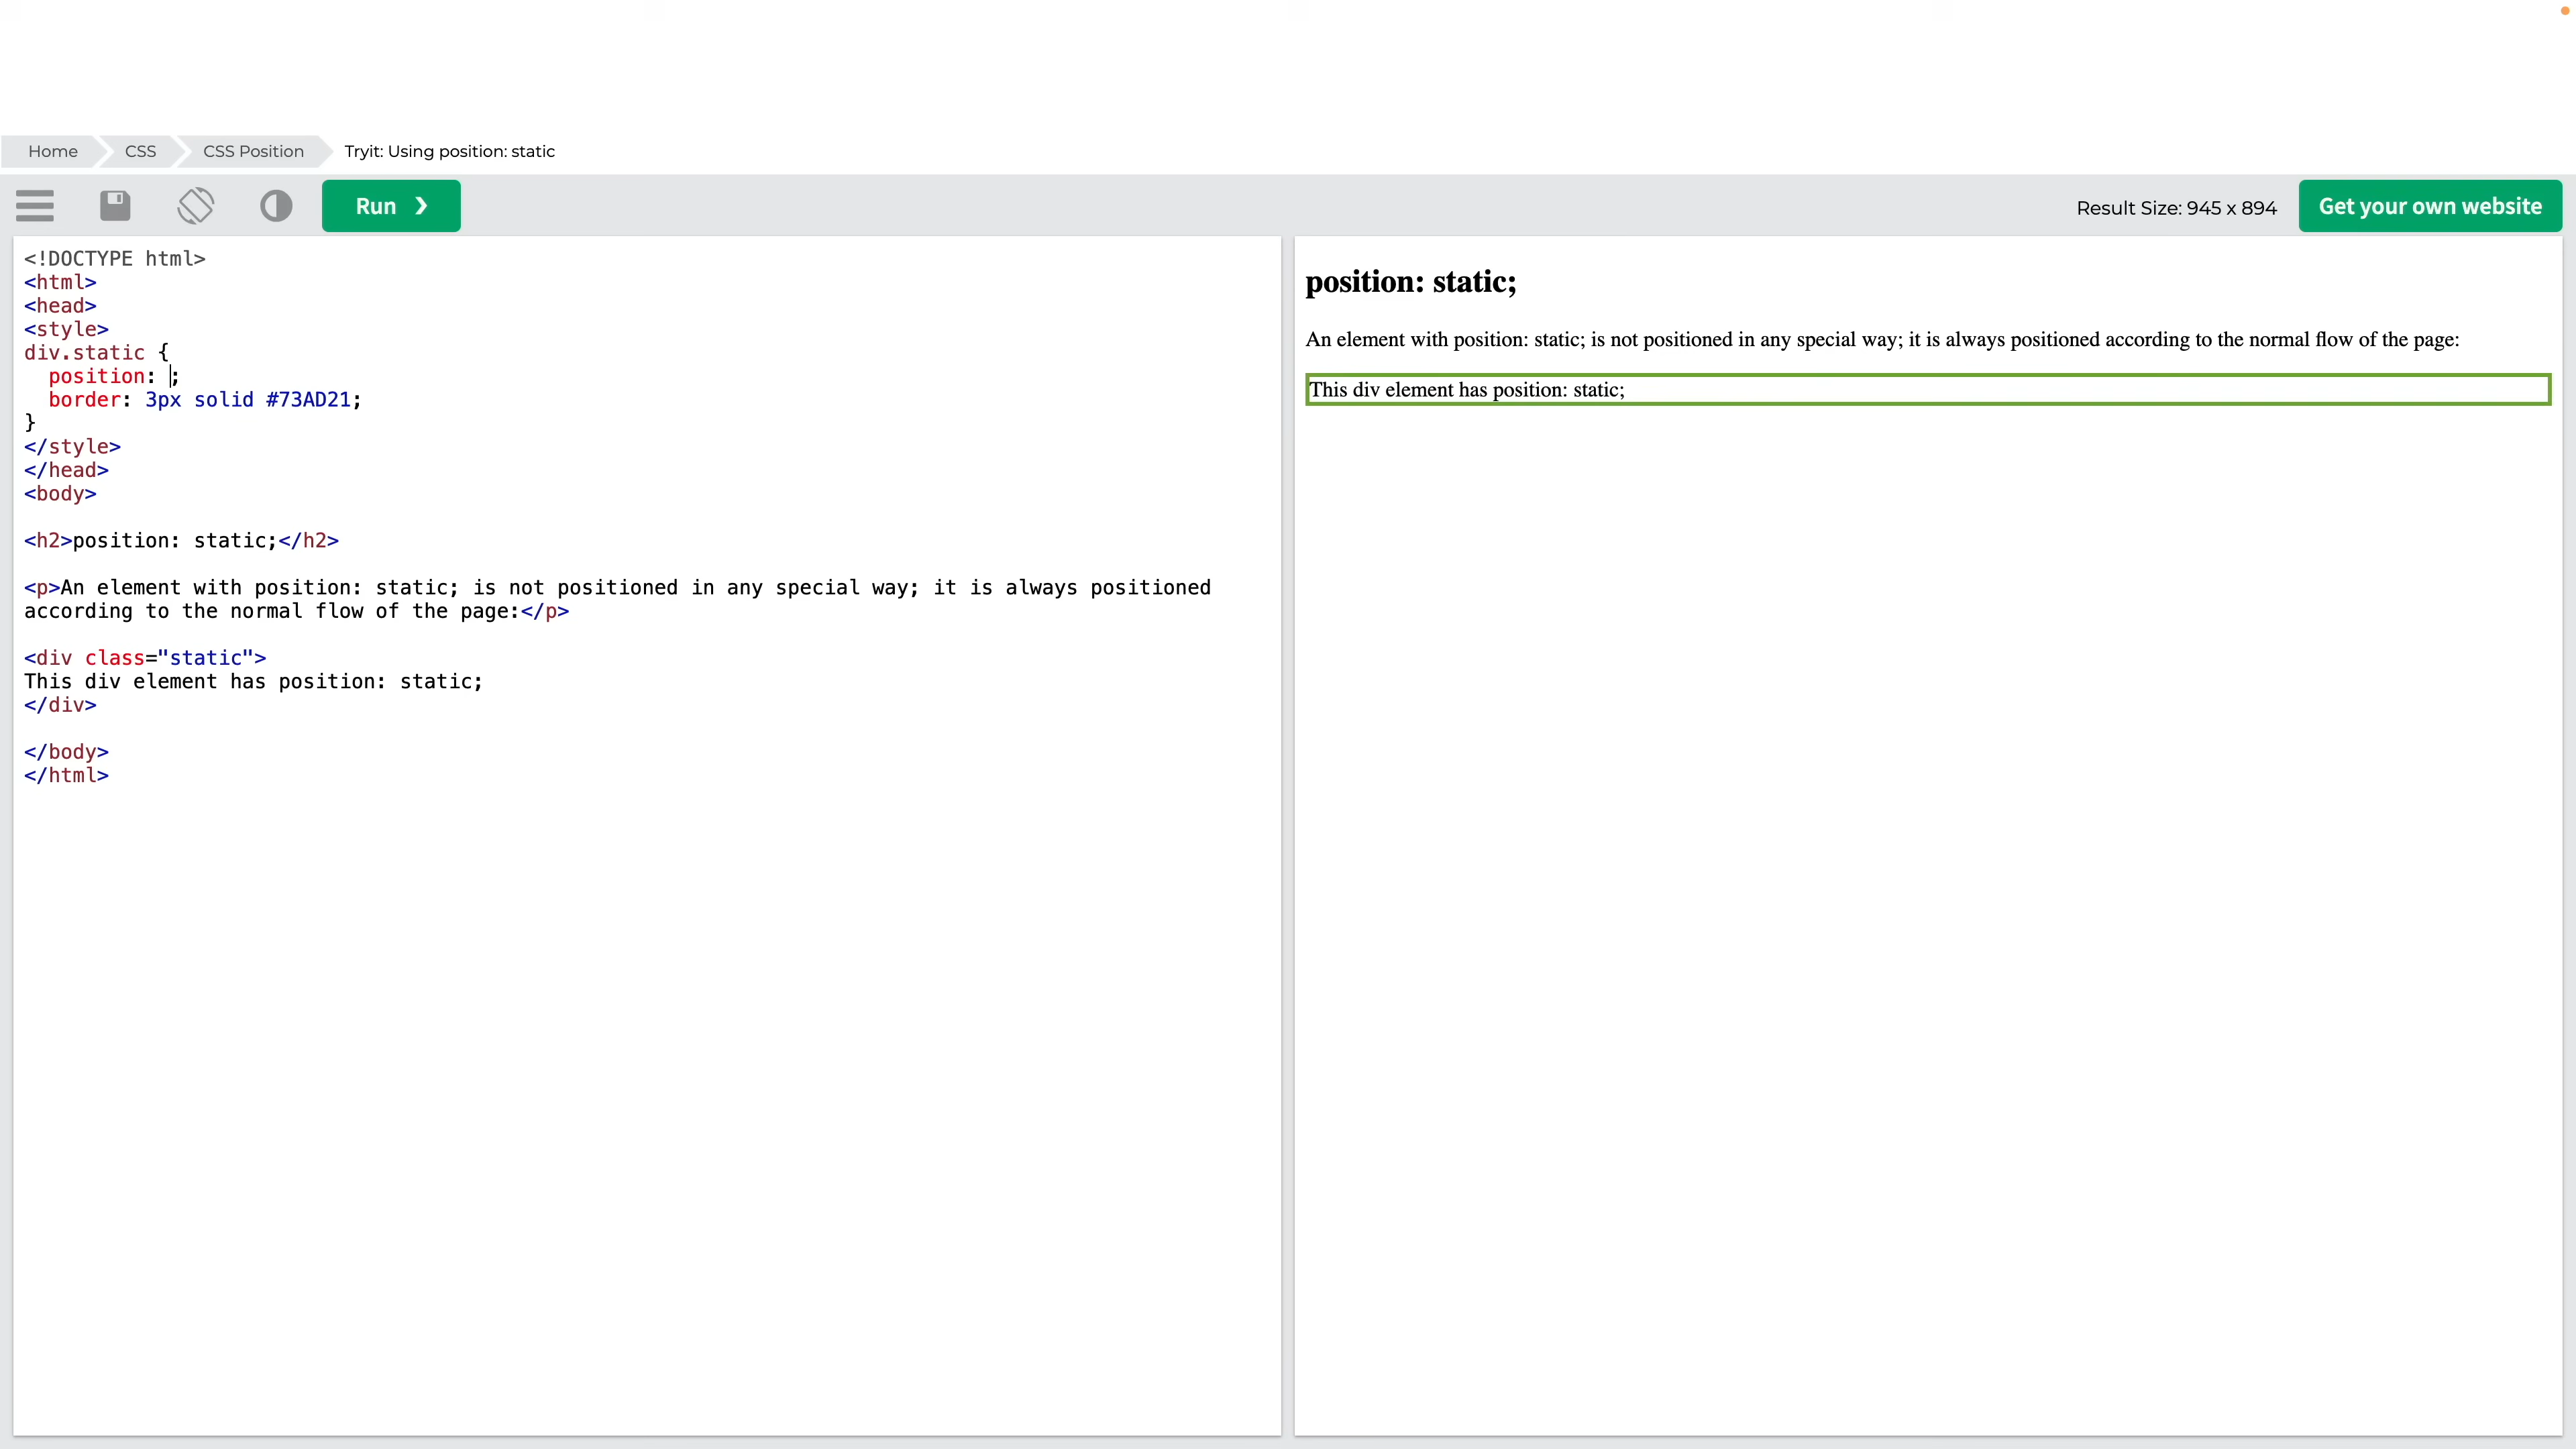 Home CSS CSS Position Tryit: Using position: static
Run ❯ Result Size: 945 x 894 Get your own website
<!DOCTYPE html>
<html>
<head>
<style>
div.static {
  position: ;
  border: 3px solid #73AD21;
}
</style>
</head>
<body>

<h2>position: static;</h2>

<p>An element with position: static; is not positioned in any special way; it is always positioned
according to the normal flow of the page:</p>

<div class="static">
This div element has position: static;
</div>

</body>
</html>
position: static;
An element with position: static; is not positioned in any special way; it is always positioned according to the normal flow of the page:
This div element has position: static;